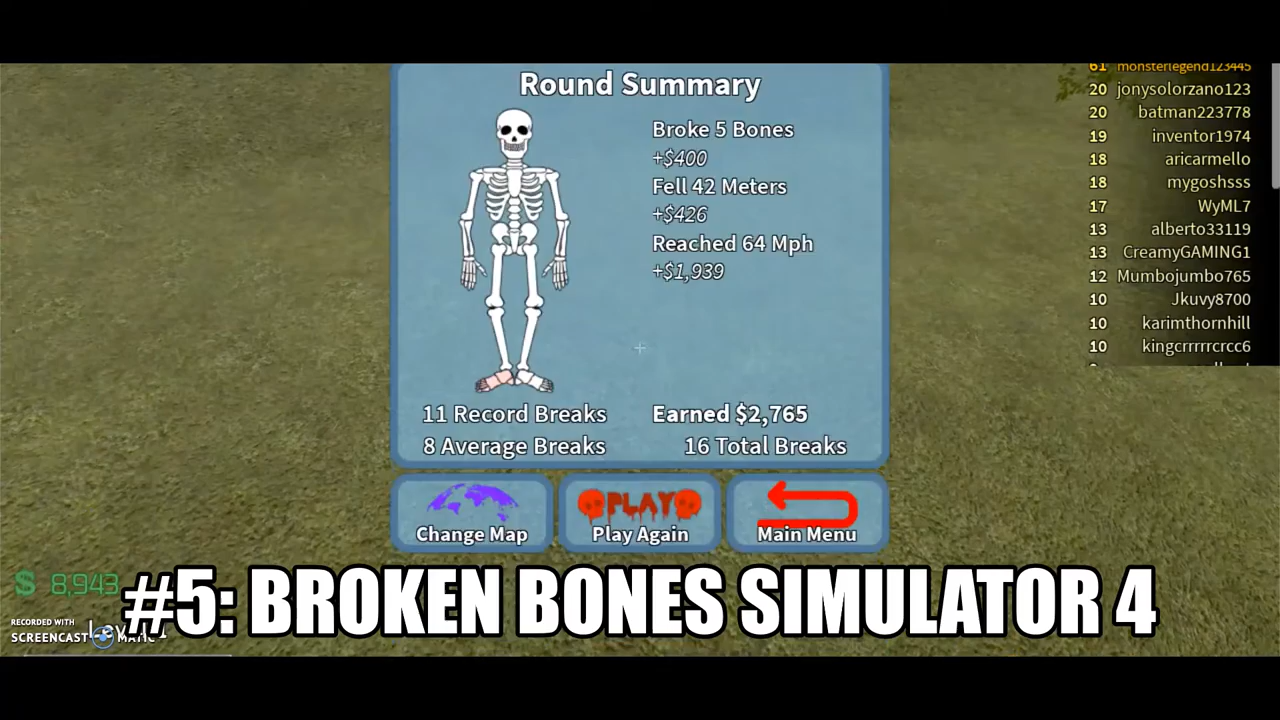 Round Summary
Broke 5 Bones
+$400
Fell 42 Meters
+$426
Reached 64 Mph
+$1,939
11 Record Breaks
Earned $2,765
8 Average Breaks
16 Total Breaks
Change Map
PLAY
Play Again
Main Menu
61 monsterlegend123445
20 jonysolorzano123
20 batman223778
19 inventor1974
18 aricarmello
18 mygoshsss
17 WyML7
13 alberto33119
13 CreamyGAMING1
12 Mumbojumbo765
10 Jkuvy8700
10 karimthornhill
10 kingcrrrrrcrcc6
$ 8,943
#5: BROKEN BONES SIMULATOR 4
RECORDED WITH
SCREENCAST MATIC